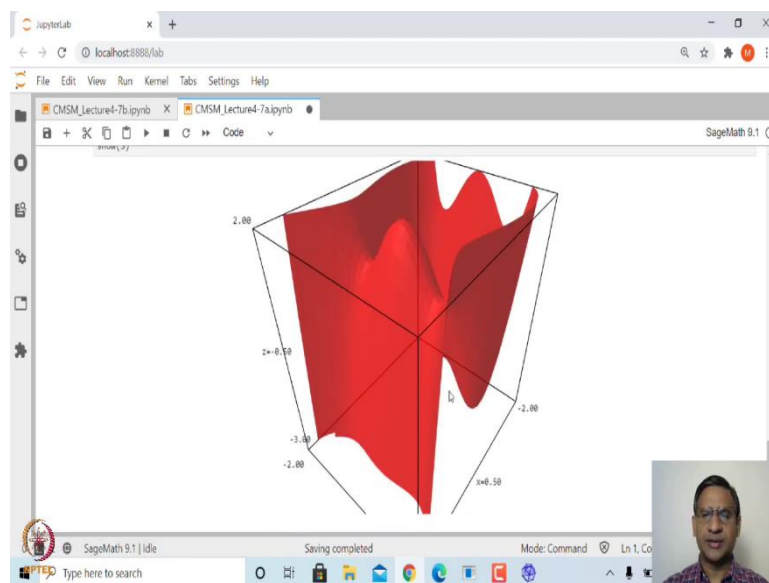 JupyterLab
localhost:8888/lab
M
File Edit View Run Kernel Tabs Settings Help
CMSM_Lecture4-7b.ipynb
CMSM_Lecture4-7a.ipynb
Code
SageMath 9.1
show(S)
2.00
z=-0.50
-3.00
-2.00
-2.00
x=0.50
SageMath 9.1 | Idle
Saving completed
Mode: Command
Ln 1, Co
NPTEL
Type here to search